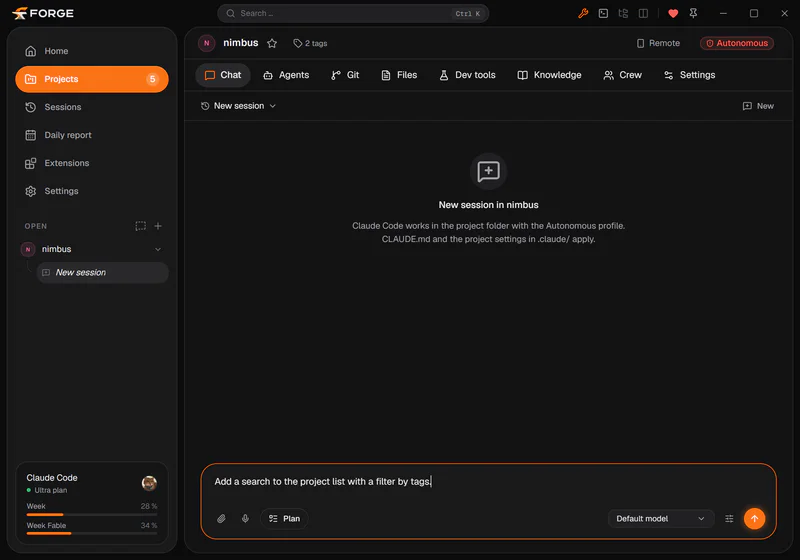 FORGE
Search ...
Ctrl K
Home
Projects
5
Sessions
Daily report
Extensions
Settings
OPEN
N
nimbus
New session
Claude Code
Ultra plan
Week
28 %
Week Fable
34 %
N
nimbus
2 tags
Remote
Autonomous
Chat
Agents
Git
Files
Dev tools
Knowledge
Crew
Settings
New session
New
New session in nimbus
Claude Code works in the project folder with the Autonomous profile.
CLAUDE.md and the project settings in .claude/ apply.
Add a search to the project list with a filter by tags.
Plan
Default model